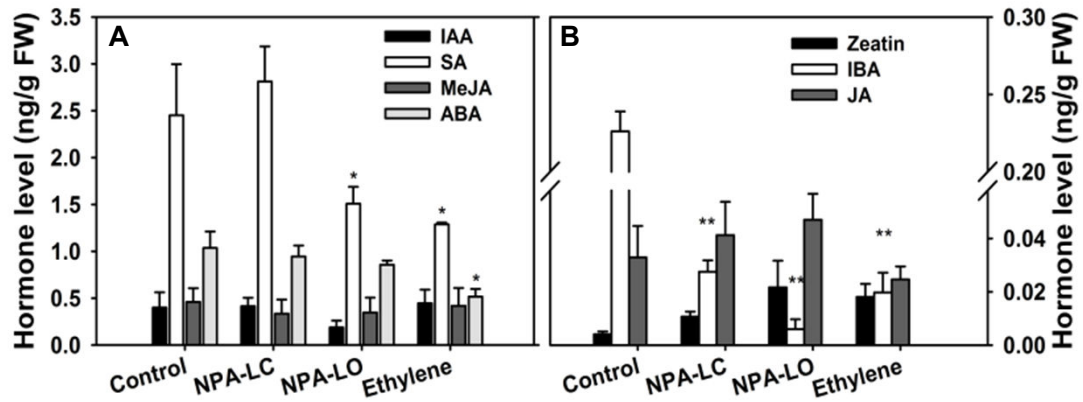 A
IAA
SA
MeJA
ABA
3.5
3.0
2.5
2.0
1.5
1.0
0.5
0.0
Hormone level (ng/g FW)
*
*
*
Control
NPA-LC
NPA-LO
Ethylene
B
Zeatin
IBA
JA
**
**
**
0.30
0.25
0.20
0.04
0.02
0.00
Hormone level (ng/g FW)
Control
NPA-LC
NPA-LO
Ethylene